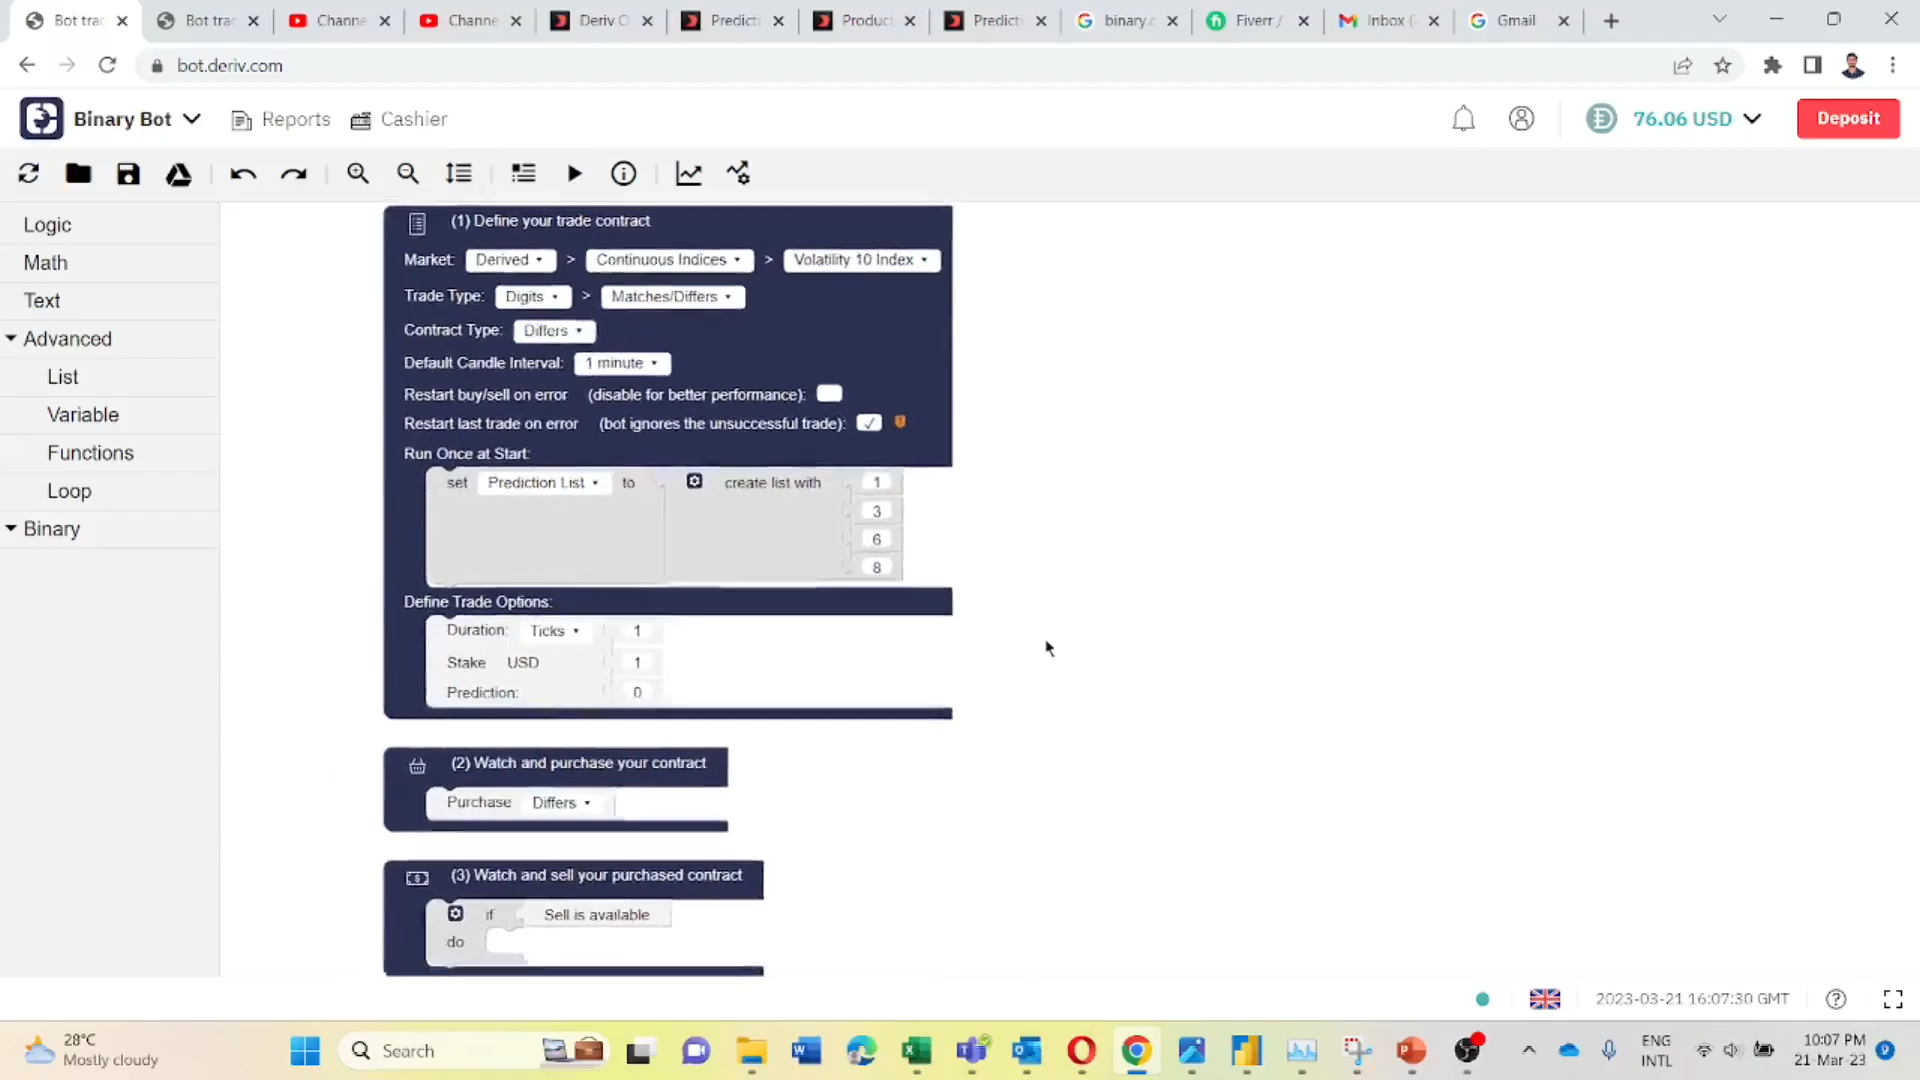 Bot trac
Bot trac
Channe
Channe
Deriv O
Predicti
Product
Predicti
binary.c
Fiverr /
Inbox (
Gmail
bot.deriv.com
Binary Bot
Reports
Cashier
76.06 USD
Deposit
Logic
Math
Text
Advanced
List
Variable
Functions
Loop
Binary
(1) Define your trade contract
Market: Derived > Continuous Indices > Volatility 10 Index
Trade Type: Digits > Matches/Differs
Contract Type: Differs
Default Candle Interval: 1 minute
Restart buy/sell on error (disable for better performance):
Restart last trade on error (bot ignores the unsuccessful trade): ✓
Run Once at Start:
set Prediction List to create list with 1
3
6
8
Define Trade Options:
Duration: Ticks 1
Stake USD 1
Prediction: 0
(2) Watch and purchase your contract
Purchase Differs
(3) Watch and sell your purchased contract
if Sell is available
do
2023-03-21 16:07:30 GMT
28°C
Mostly cloudy
Search
ENG
INTL
10:07 PM
21-Mar-23
9